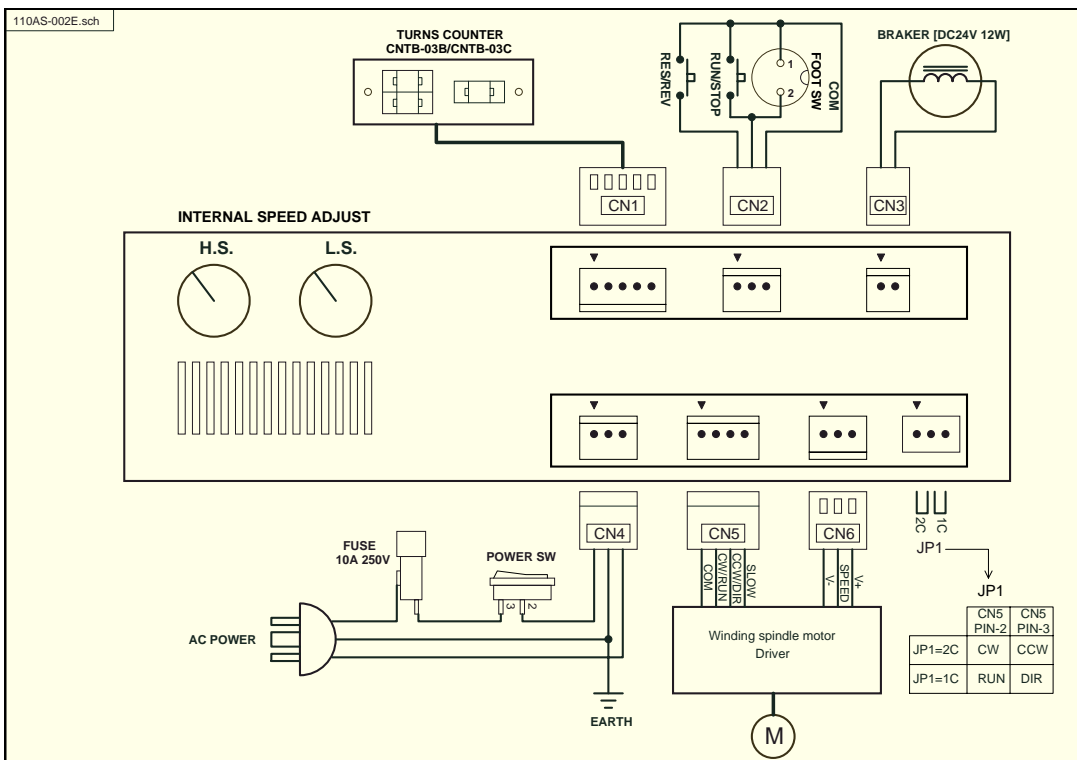 110AS-002E.sch
TURNS COUNTER
CNTB-03B/CNTB-03C
RES/REV
RUN/STOP
1
2
FOOT SW
COM
BRAKER [DC24V 12W]
CN1
CN2
CN3
INTERNAL SPEED ADJUST
H.S.
L.S.
FUSE
10A 250V
POWER SW
3
2
AC POWER
EARTH
CN4
CN5
CN6
COM
CW/RUN
CCW/DIR
SLOW
V-
SPEED
V+
Winding spindle motor
Driver
M
2C
1C
JP1
JP1
CN5 CN5
PIN-2 PIN-3
JP1=2C CW CCW
JP1=1C RUN DIR